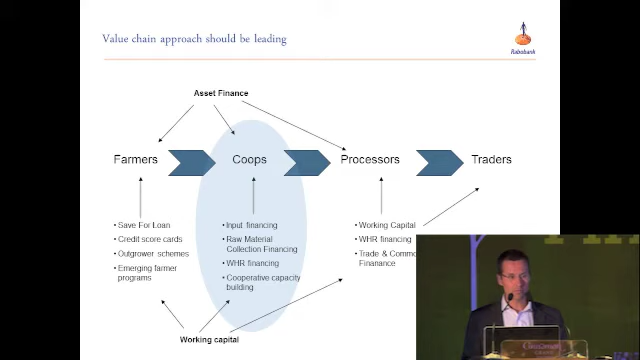 Value chain approach should be leading
Rabobank
Asset Finance
Farmers
Coops
Processors
Traders
• Save For Loan
• Credit score cards
• Outgrower schemes
• Emerging farmer
programs
• Input financing
• Raw Material
Collection Financing
• WHR financing
• Cooperative capacity
building
• Working Capital
• WHR financing
• Trade & Commo
Finanance
Working capital